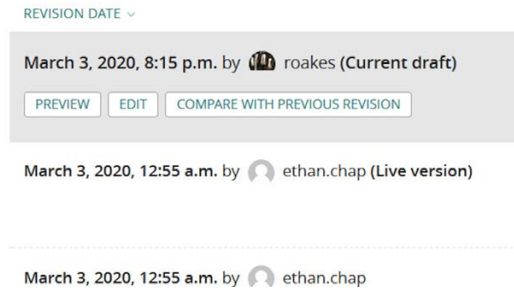 REVISION DATE
March 3, 2020, 8:15 p.m. by roakes (Current draft)
PREVIEW EDIT COMPARE WITH PREVIOUS REVISION
March 3, 2020, 12:55 a.m. by ethan.chap (Live version)
March 3, 2020, 12:55 a.m. by ethan.chap